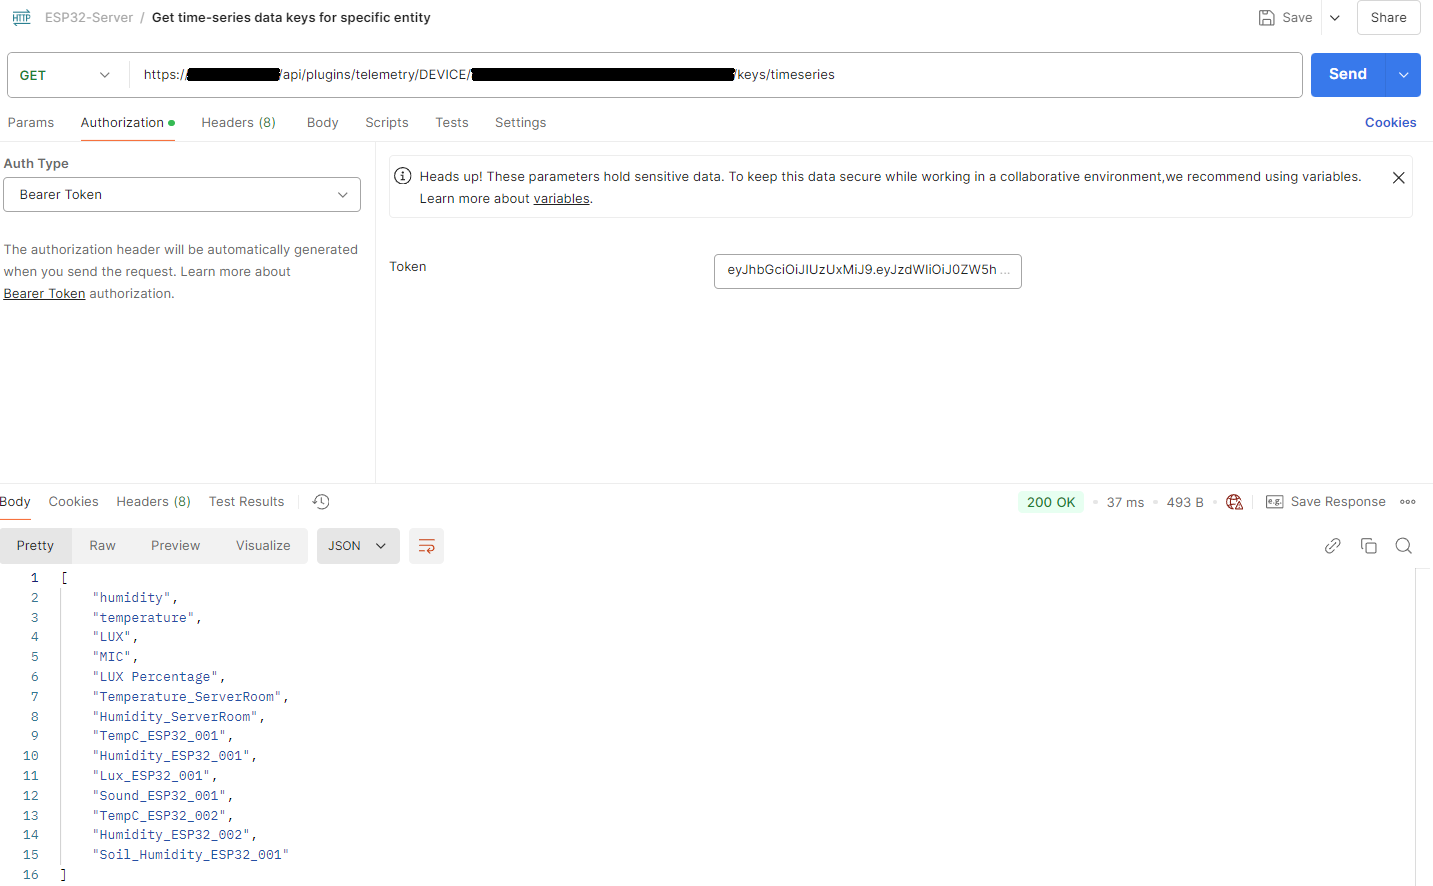 HTTP ESP32-Server / Get time-series data keys for specific entity Save Share
GET https:// /api/plugins/telemetry/DEVICE/ /keys/timeseries Send
Params Authorization Headers (8) Body Scripts Tests Settings Cookies
Auth Type
Bearer Token
The authorization header will be automatically generated
when you send the request. Learn more about
Bearer Token authorization.
Heads up! These parameters hold sensitive data. To keep this data secure while working in a collaborative environment,we recommend using variables.
Learn more about variables.
Token eyJhbGciOiJIUzUxMiJ9.eyJzdWIiOiJ0ZW5h ...
Body Cookies Headers (8) Test Results 200 OK 37 ms 493 B e.g. Save Response
Pretty Raw Preview Visualize JSON
1 [
2 "humidity",
3 "temperature",
4 "LUX",
5 "MIC",
6 "LUX Percentage",
7 "Temperature_ServerRoom",
8 "Humidity_ServerRoom",
9 "TempC_ESP32_001",
10 "Humidity_ESP32_001",
11 "Lux_ESP32_001",
12 "Sound_ESP32_001",
13 "TempC_ESP32_002",
14 "Humidity_ESP32_002",
15 "Soil_Humidity_ESP32_001"
16 ]